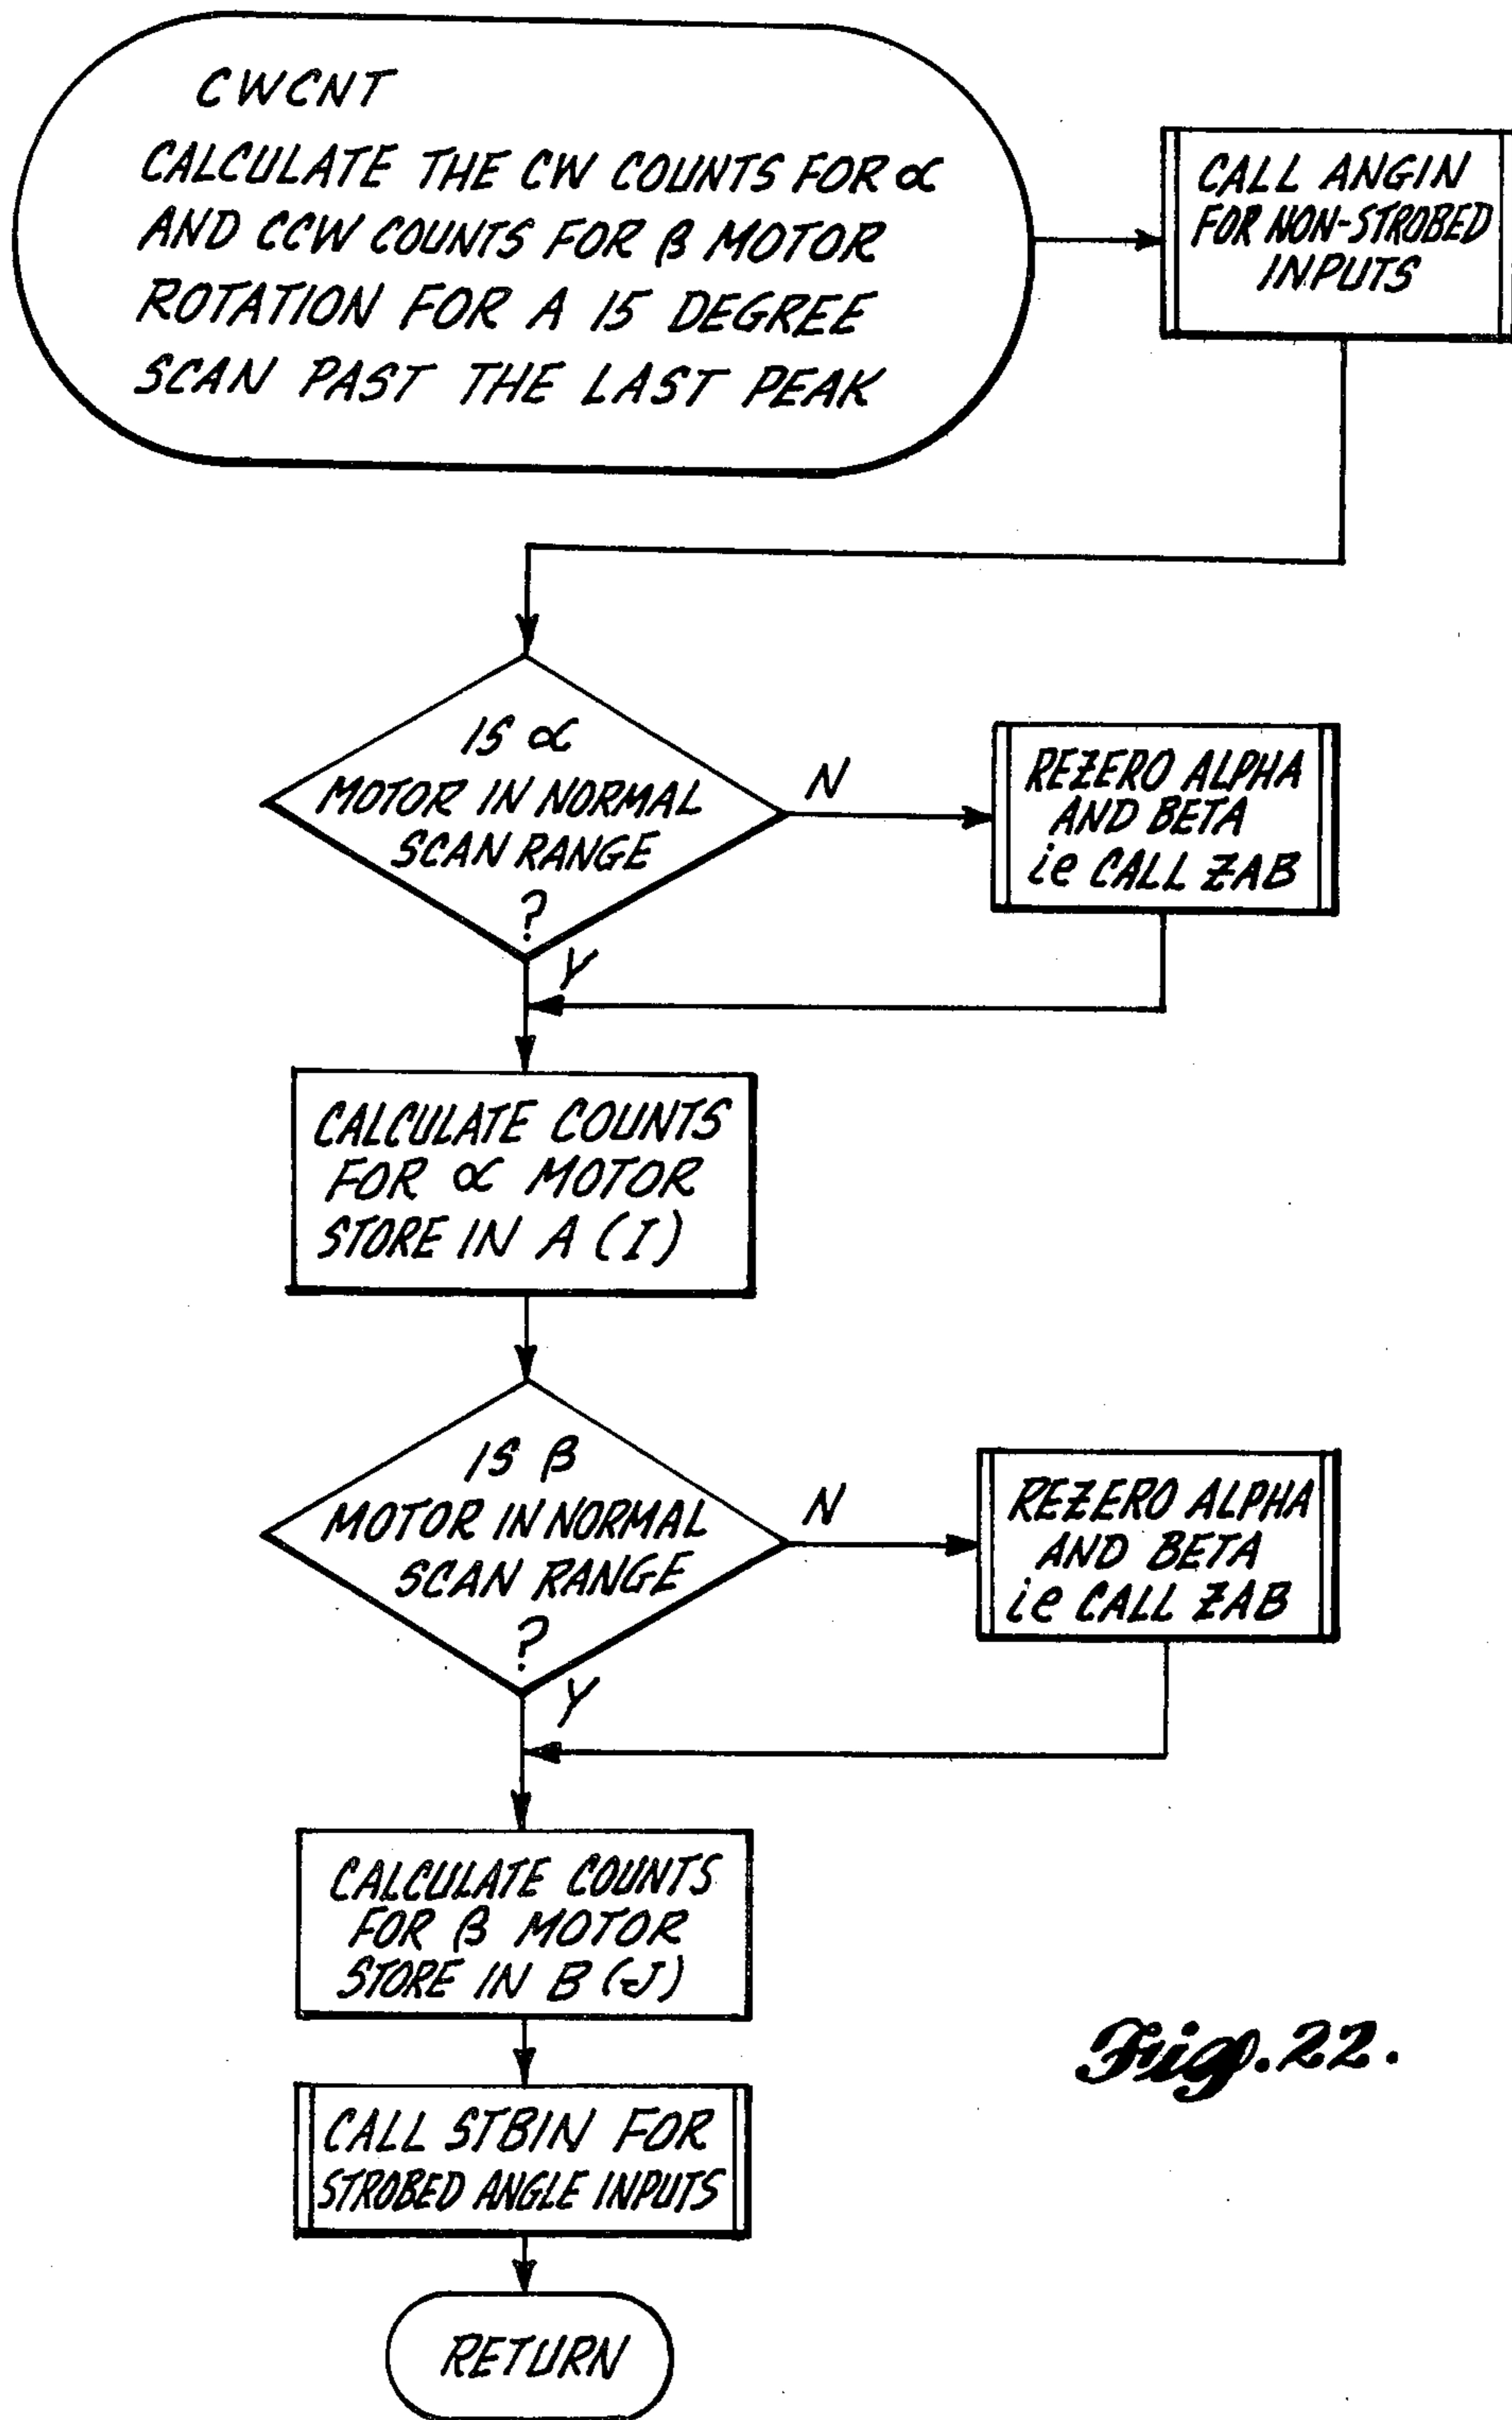 CWCNT
CALCULATE THE CW COUNTS FOR α
AND CCW COUNTS FOR β MOTOR
ROTATION FOR A 15 DEGREE
SCAN PAST THE LAST PEAK
CALL ANGIN
FOR NON-STROBED
INPUTS
IS α
MOTOR IN NORMAL
SCAN RANGE
?
N
REZERO ALPHA
AND BETA
ie CALL ZAB
Y
CALCULATE COUNTS
FOR α MOTOR
STORE IN A (I)
IS β
MOTOR IN NORMAL
SCAN RANGE
?
N
REZERO ALPHA
AND BETA
ie CALL ZAB
Y
CALCULATE COUNTS
FOR β MOTOR
STORE IN B (J)
CALL STBIN FOR
STROBED ANGLE INPUTS
RETURN
Fig. 22.